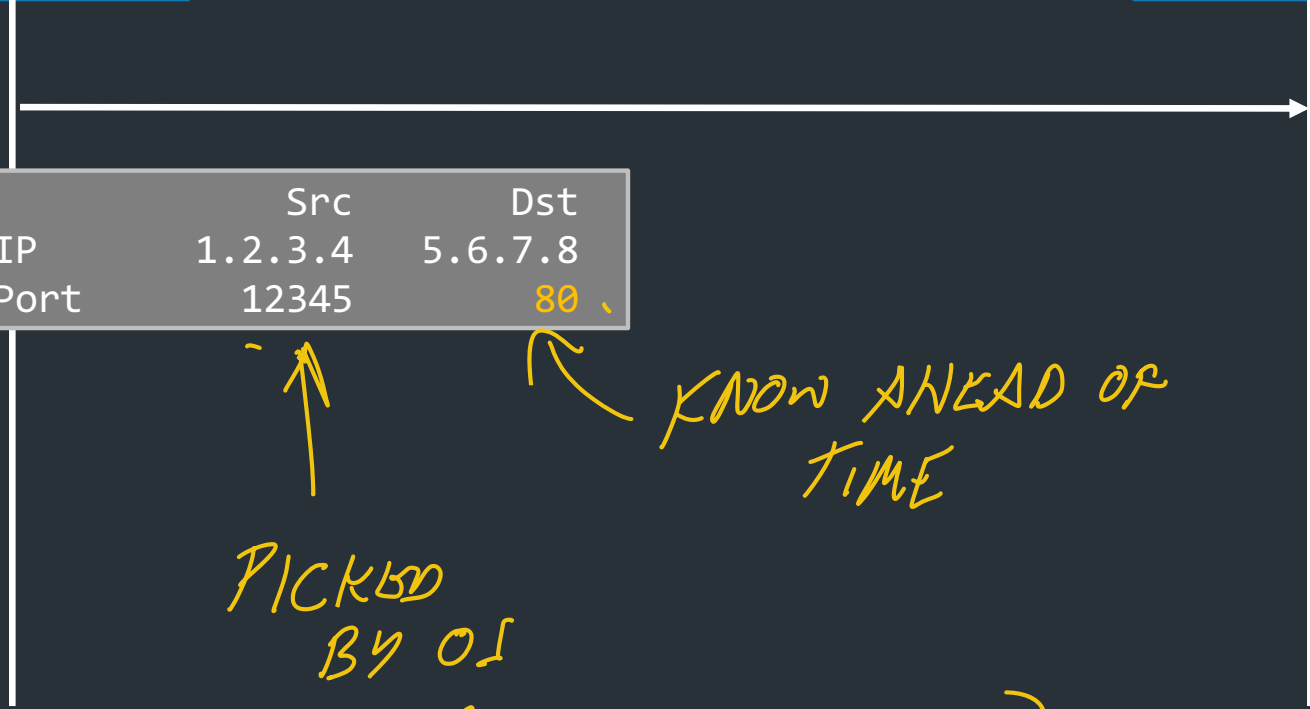 Src Dst
IP 1.2.3.4 5.6.7.8
Port 12345 80
KNOW AHEAD OF
TIME
PICKED
BY OS